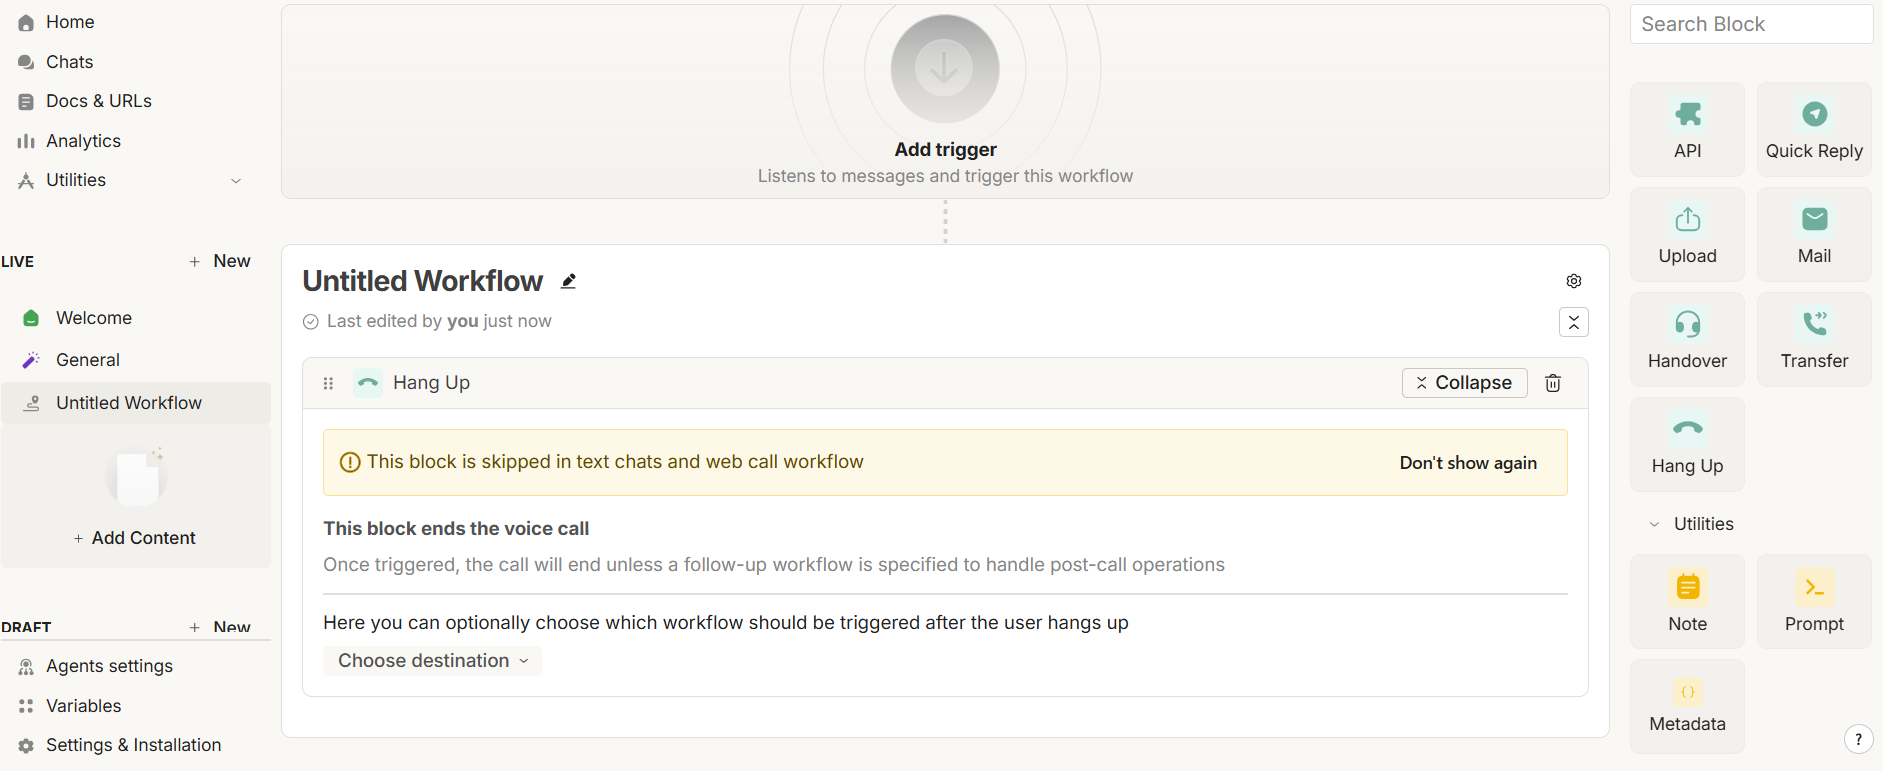 Home
Chats
Docs & URLs
Analytics
Utilities
LIVE
+ New
Welcome
General
Untitled Workflow
+ Add Content
DRAFT
+ New
Agents settings
Variables
Settings & Installation
Add trigger
Listens to messages and trigger this workflow
Untitled Workflow
Last edited by you just now
Hang Up
Collapse
This block is skipped in text chats and web call workflow
Don't show again
This block ends the voice call
Once triggered, the call will end unless a follow-up workflow is specified to handle post-call operations
Here you can optionally choose which workflow should be triggered after the user hangs up
Choose destination
Search Block
API
Quick Reply
Upload
Mail
Handover
Transfer
Hang Up
Utilities
Note
Prompt
Metadata
?